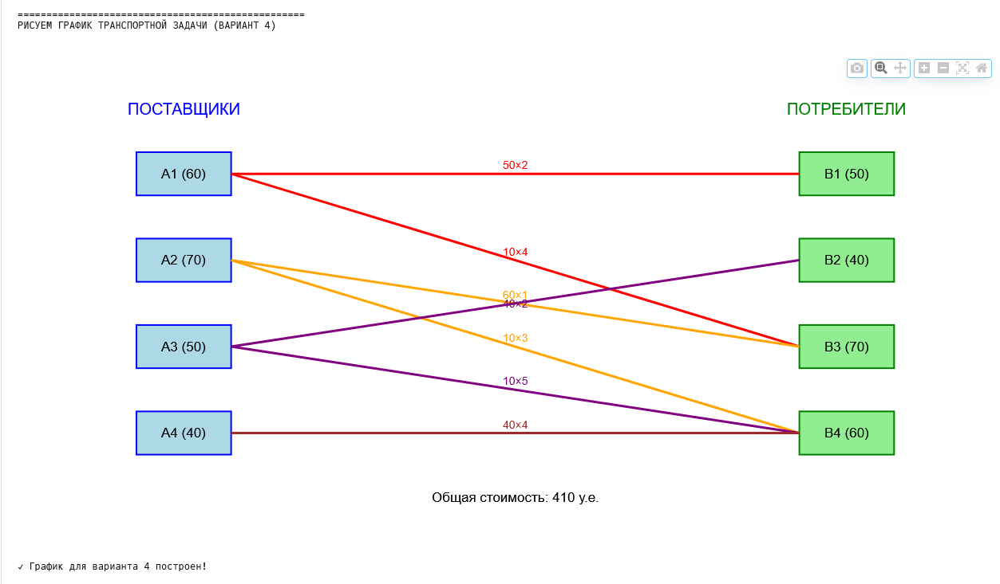 ==================================================
РИСУЕМ ГРАФИК ТРАНСПОРТНОЙ ЗАДАЧИ (ВАРИАНТ 4)
ПОСТАВЩИКИ
ПОТРЕБИТЕЛИ
A1 (60)
50×2
B1 (50)
A2 (70)
10×4
B2 (40)
60×1
40×2
A3 (50)
10×3
B3 (70)
10×5
A4 (40)
40×4
B4 (60)
Общая стоимость: 410 у.е.
✓ График для варианта 4 построен!